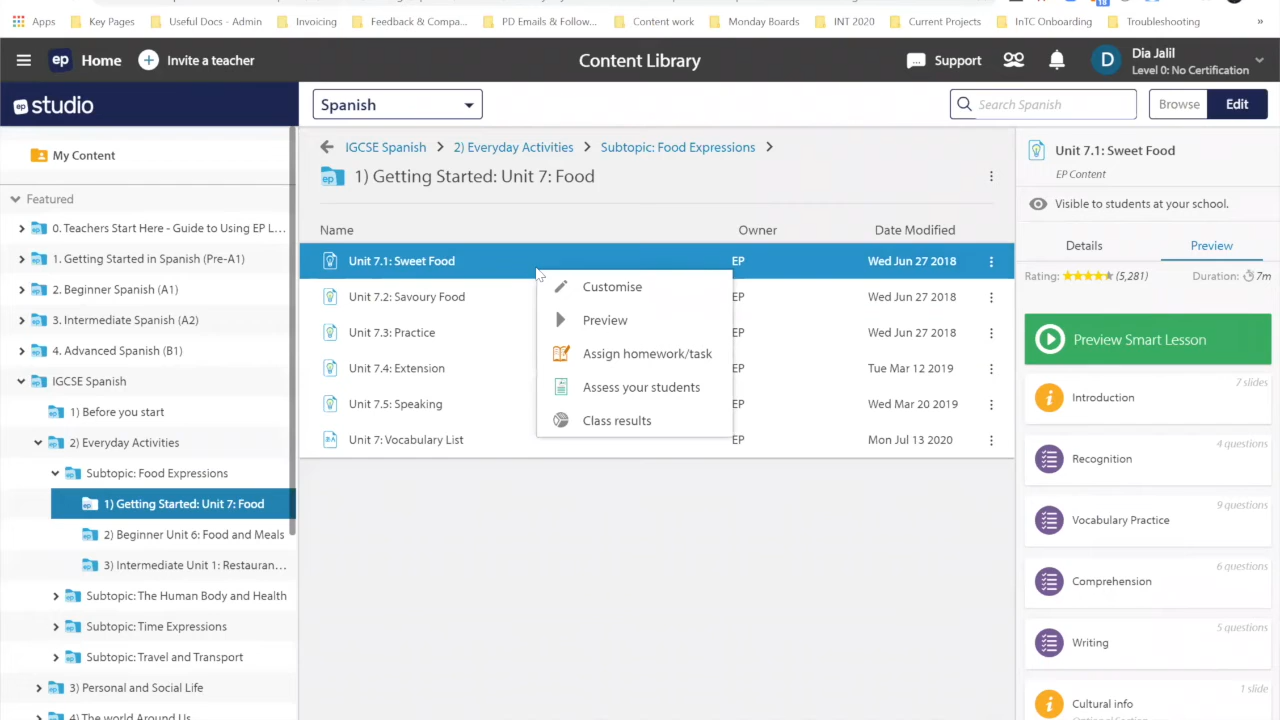 Apps Key Pages Useful Docs - Admin Invoicing Feedback & Compa... PD Emails & Follow... Content work Monday Boards INT 2020 Current Projects InTC Onboarding Troubleshooting »
18
ep Home + Invite a teacher Content Library Support D Dia Jalil
Level 0: No Certification
ep studio Spanish Search Spanish Browse Edit
My Content
Featured
0. Teachers Start Here - Guide to Using EP L...
1. Getting Started in Spanish (Pre-A1)
2. Beginner Spanish (A1)
3. Intermediate Spanish (A2)
4. Advanced Spanish (B1)
IGCSE Spanish
1) Before you start
2) Everyday Activities
Subtopic: Food Expressions
1) Getting Started: Unit 7: Food
2) Beginner Unit 6: Food and Meals
3) Intermediate Unit 1: Restauran...
Subtopic: The Human Body and Health
Subtopic: Time Expressions
Subtopic: Travel and Transport
3) Personal and Social Life
4) The world Around Us
IGCSE Spanish 2) Everyday Activities Subtopic: Food Expressions
ep 1) Getting Started: Unit 7: Food
Name Owner Date Modified
Unit 7.1: Sweet Food EP Wed Jun 27 2018
Unit 7.2: Savoury Food EP Wed Jun 27 2018
Unit 7.3: Practice EP Wed Jun 27 2018
Unit 7.4: Extension EP Tue Mar 12 2019
Unit 7.5: Speaking EP Wed Mar 20 2019
Unit 7: Vocabulary List EP Mon Jul 13 2020
Customise
Preview
Assign homework/task
Assess your students
Class results
Unit 7.1: Sweet Food
EP Content
Visible to students at your school.
Details Preview
Rating: (5,281) Duration: 7m
Preview Smart Lesson
7 slides
Introduction
4 questions
Recognition
9 questions
Vocabulary Practice
6 questions
Comprehension
5 questions
Writing
1 slide
Cultural info
Optional Section